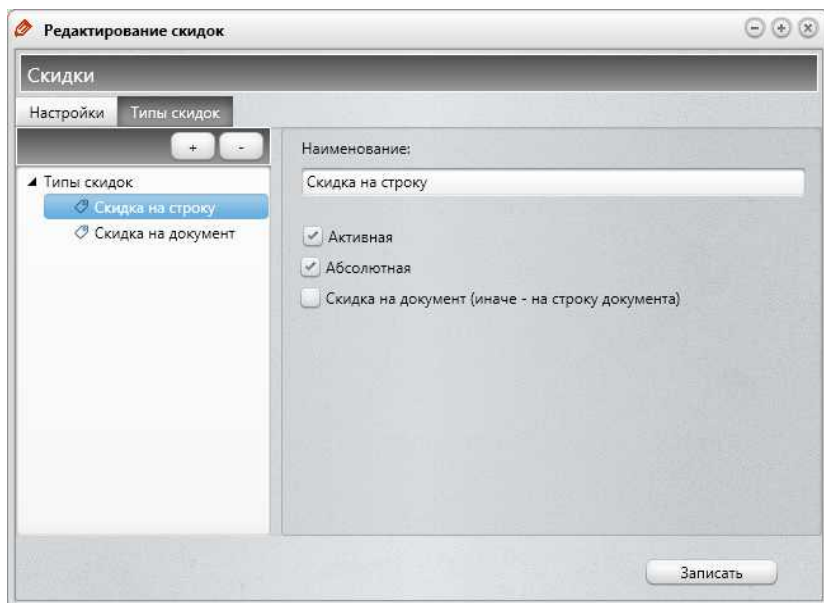 Редактирование скидок
Скидки
Настройки Типы скидок
+ -
Типы скидок
Скидка на строку
Скидка на документ
Наименование:
Скидка на строку
Активная
Абсолютная
Скидка на документ (иначе - на строку документа)
Записать